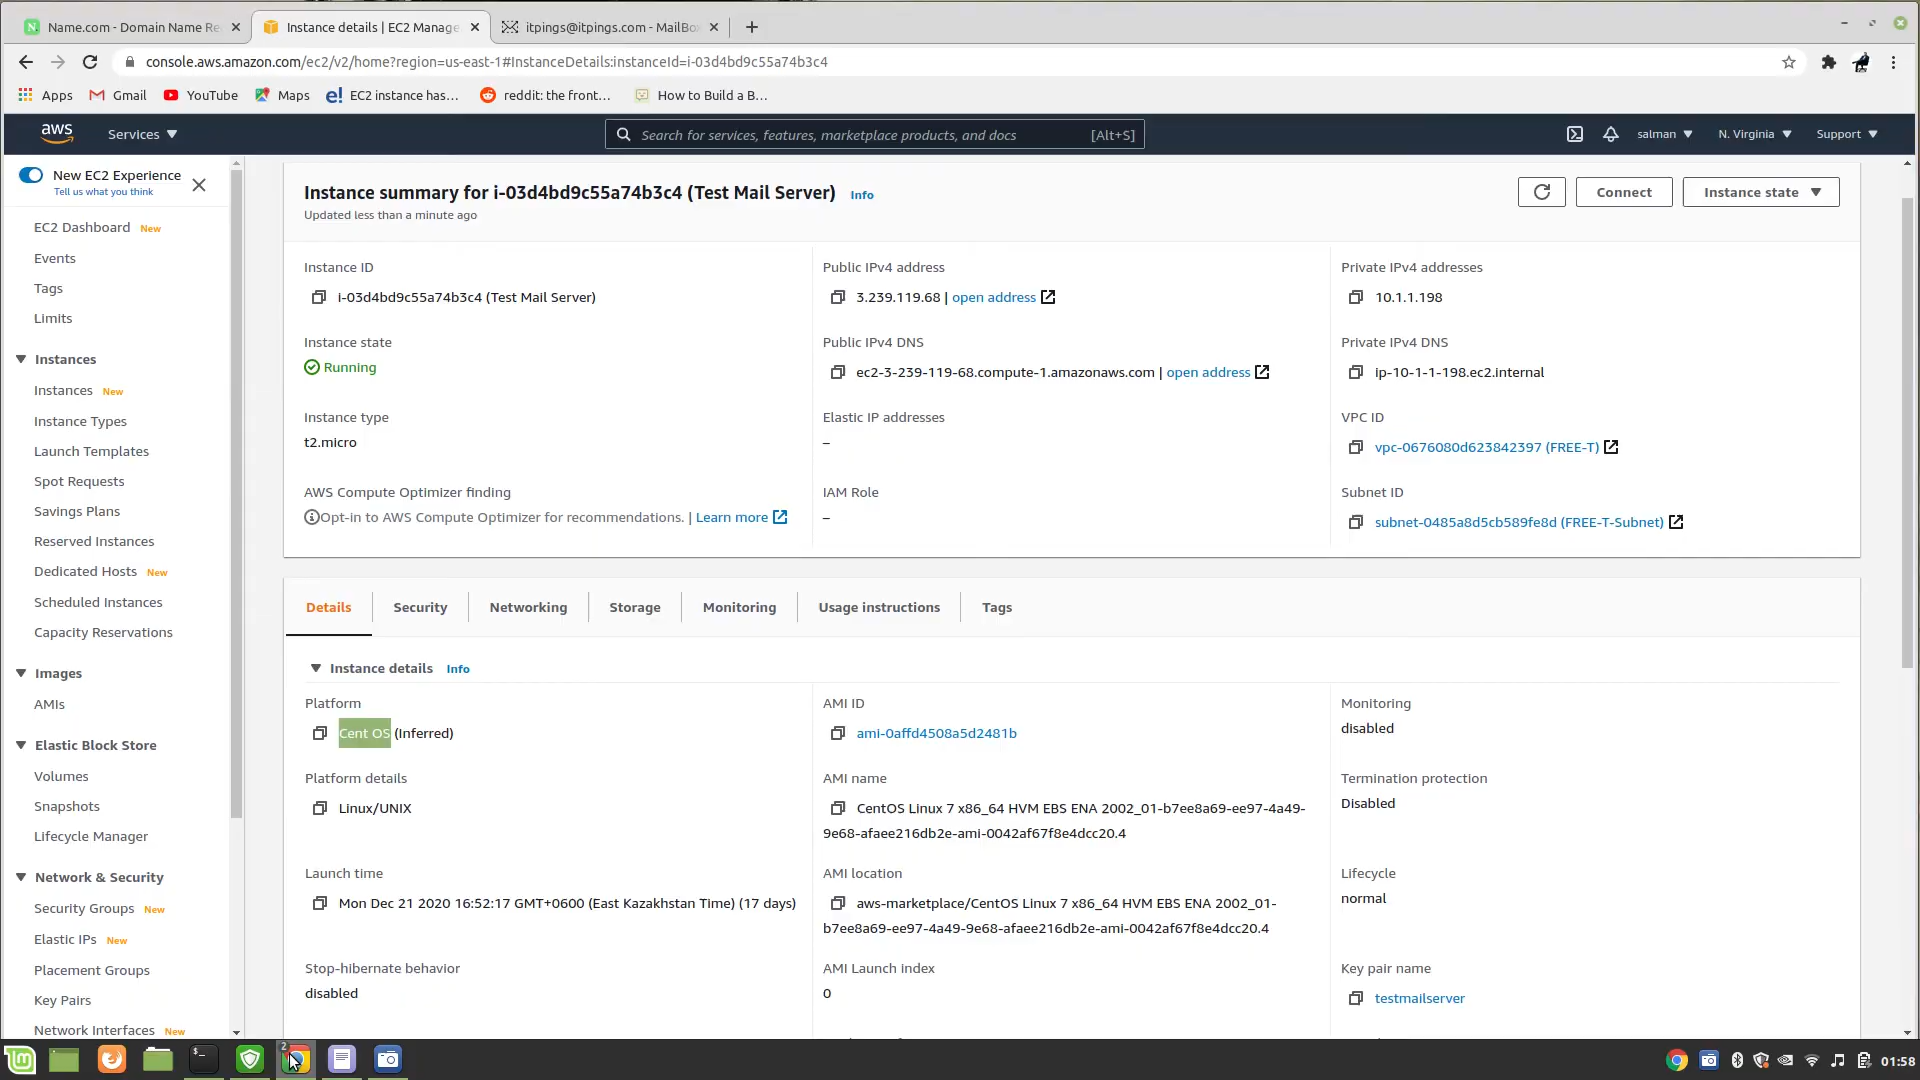 Name.com - Domain Name Re
Instance details | EC2 Manage
itpings@itpings.com - MailBo
console.aws.amazon.com/ec2/v2/home?region=us-east-1#InstanceDetails:instanceId=i-03d4bd9c55a74b3c4
Apps
Gmail
YouTube
Maps
EC2 instance has...
reddit: the front...
How to Build a B...
aws
Services
Search for services, features, marketplace products, and docs
[Alt+S]
salman
N. Virginia
Support
New EC2 Experience
Tell us what you think
EC2 Dashboard New
Events
Tags
Limits
Instances
Instances New
Instance Types
Launch Templates
Spot Requests
Savings Plans
Reserved Instances
Dedicated Hosts New
Scheduled Instances
Capacity Reservations
Images
AMIs
Elastic Block Store
Volumes
Snapshots
Lifecycle Manager
Network & Security
Security Groups New
Elastic IPs New
Placement Groups
Key Pairs
Network Interfaces New
Instance summary for i-03d4bd9c55a74b3c4 (Test Mail Server) Info
Updated less than a minute ago
Connect
Instance state
Instance ID
i-03d4bd9c55a74b3c4 (Test Mail Server)
Public IPv4 address
3.239.119.68 | open address
Private IPv4 addresses
10.1.1.198
Instance state
Running
Public IPv4 DNS
ec2-3-239-119-68.compute-1.amazonaws.com | open address
Private IPv4 DNS
ip-10-1-1-198.ec2.internal
Instance type
t2.micro
Elastic IP addresses
–
VPC ID
vpc-0676080d623842397 (FREE-T)
AWS Compute Optimizer finding
Opt-in to AWS Compute Optimizer for recommendations. | Learn more
IAM Role
–
Subnet ID
subnet-0485a8d5cb589fe8d (FREE-T-Subnet)
Details
Security
Networking
Storage
Monitoring
Usage instructions
Tags
Instance details Info
Platform
Cent OS (Inferred)
AMI ID
ami-0affd4508a5d2481b
Monitoring
disabled
Platform details
Linux/UNIX
AMI name
CentOS Linux 7 x86_64 HVM EBS ENA 2002_01-b7ee8a69-ee97-4a49-
9e68-afaee216db2e-ami-0042af67f8e4dcc20.4
Termination protection
Disabled
Launch time
Mon Dec 21 2020 16:52:17 GMT+0600 (East Kazakhstan Time) (17 days)
AMI location
aws-marketplace/CentOS Linux 7 x86_64 HVM EBS ENA 2002_01-
b7ee8a69-ee97-4a49-9e68-afaee216db2e-ami-0042af67f8e4dcc20.4
Lifecycle
normal
Stop-hibernate behavior
disabled
AMI Launch index
0
Key pair name
testmailserver
2
01:58